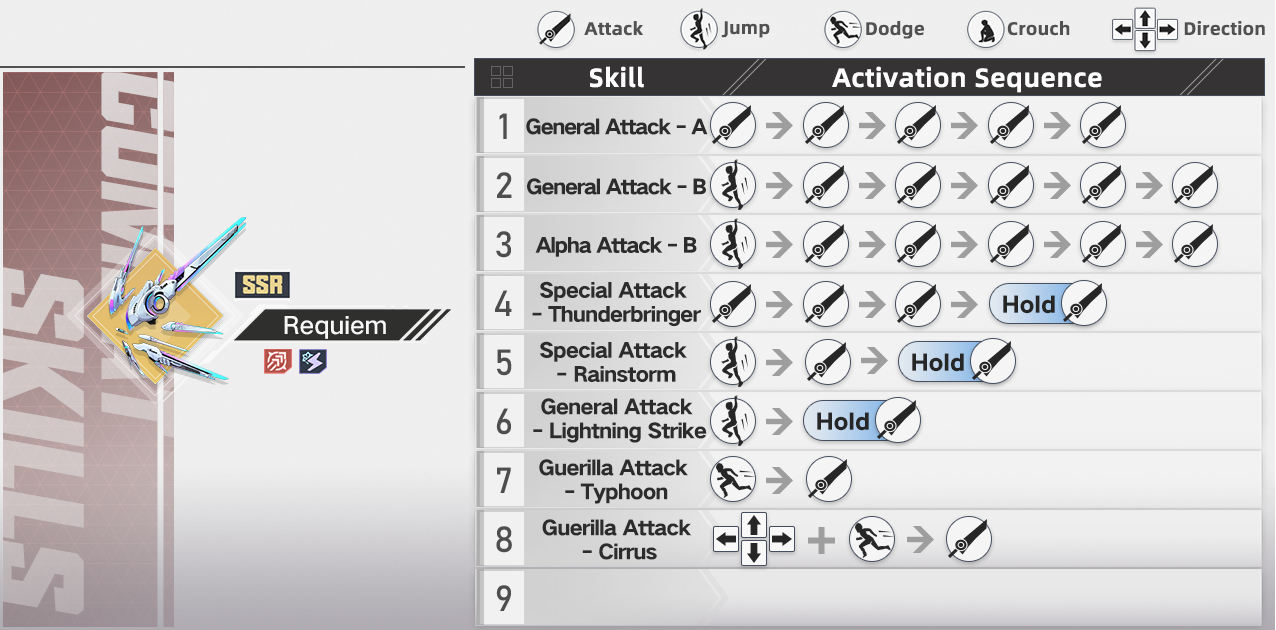 Attack
Jump
Dodge
Crouch
Direction
COMBAT
SKILLS
SSR
Requiem
Skill
Activation Sequence
1
General Attack - A
2
General Attack - B
3
Alpha Attack - B
4
Special Attack
- Thunderbringer
Hold
5
Special Attack
- Rainstorm
Hold
6
General Attack
- Lightning Strike
Hold
7
Guerilla Attack
- Typhoon
8
Guerilla Attack
- Cirrus
9